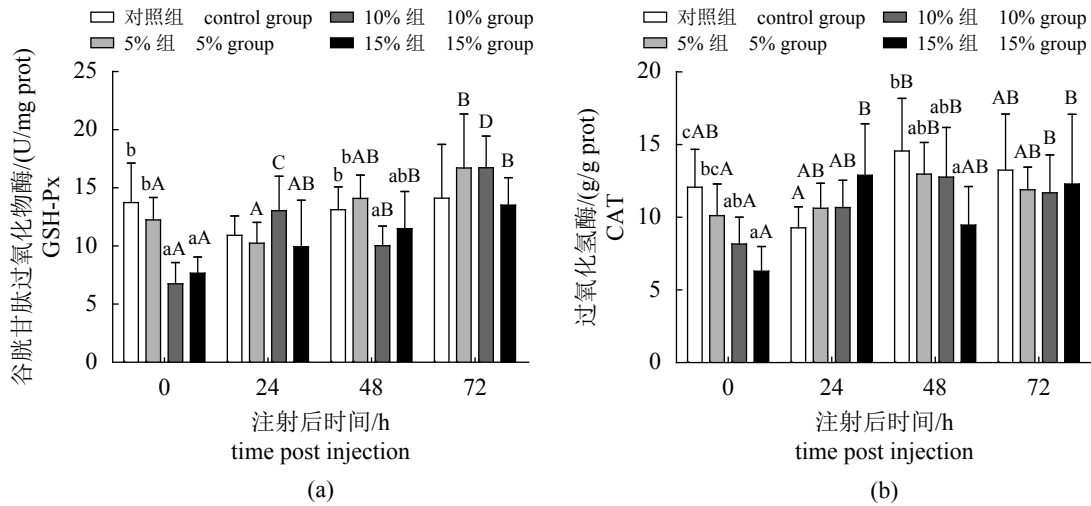 对照组 control group 10% 组 10% group
5% 组 5% group 15% 组 15% group
谷胱甘肽过氧化物酶/(U/mg prot)
GSH-Px
25
20
15
10
5
0
b
bA
aA
aA
A
C
AB
b
bAB
aB
abB
B
D
B
0 24 48 72
注射后时间/h
time post injection
(a)
对照组 control group 10% 组 10% group
5% 组 5% group 15% 组 15% group
过氧化氢酶/(g/g prot)
CAT
20
15
10
5
0
cAB
bcA
abA
aA
A
AB
AB
B
bB
abB
abB
aAB
AB
AB
B
B
0 24 48 72
注射后时间/h
time post injection
(b)